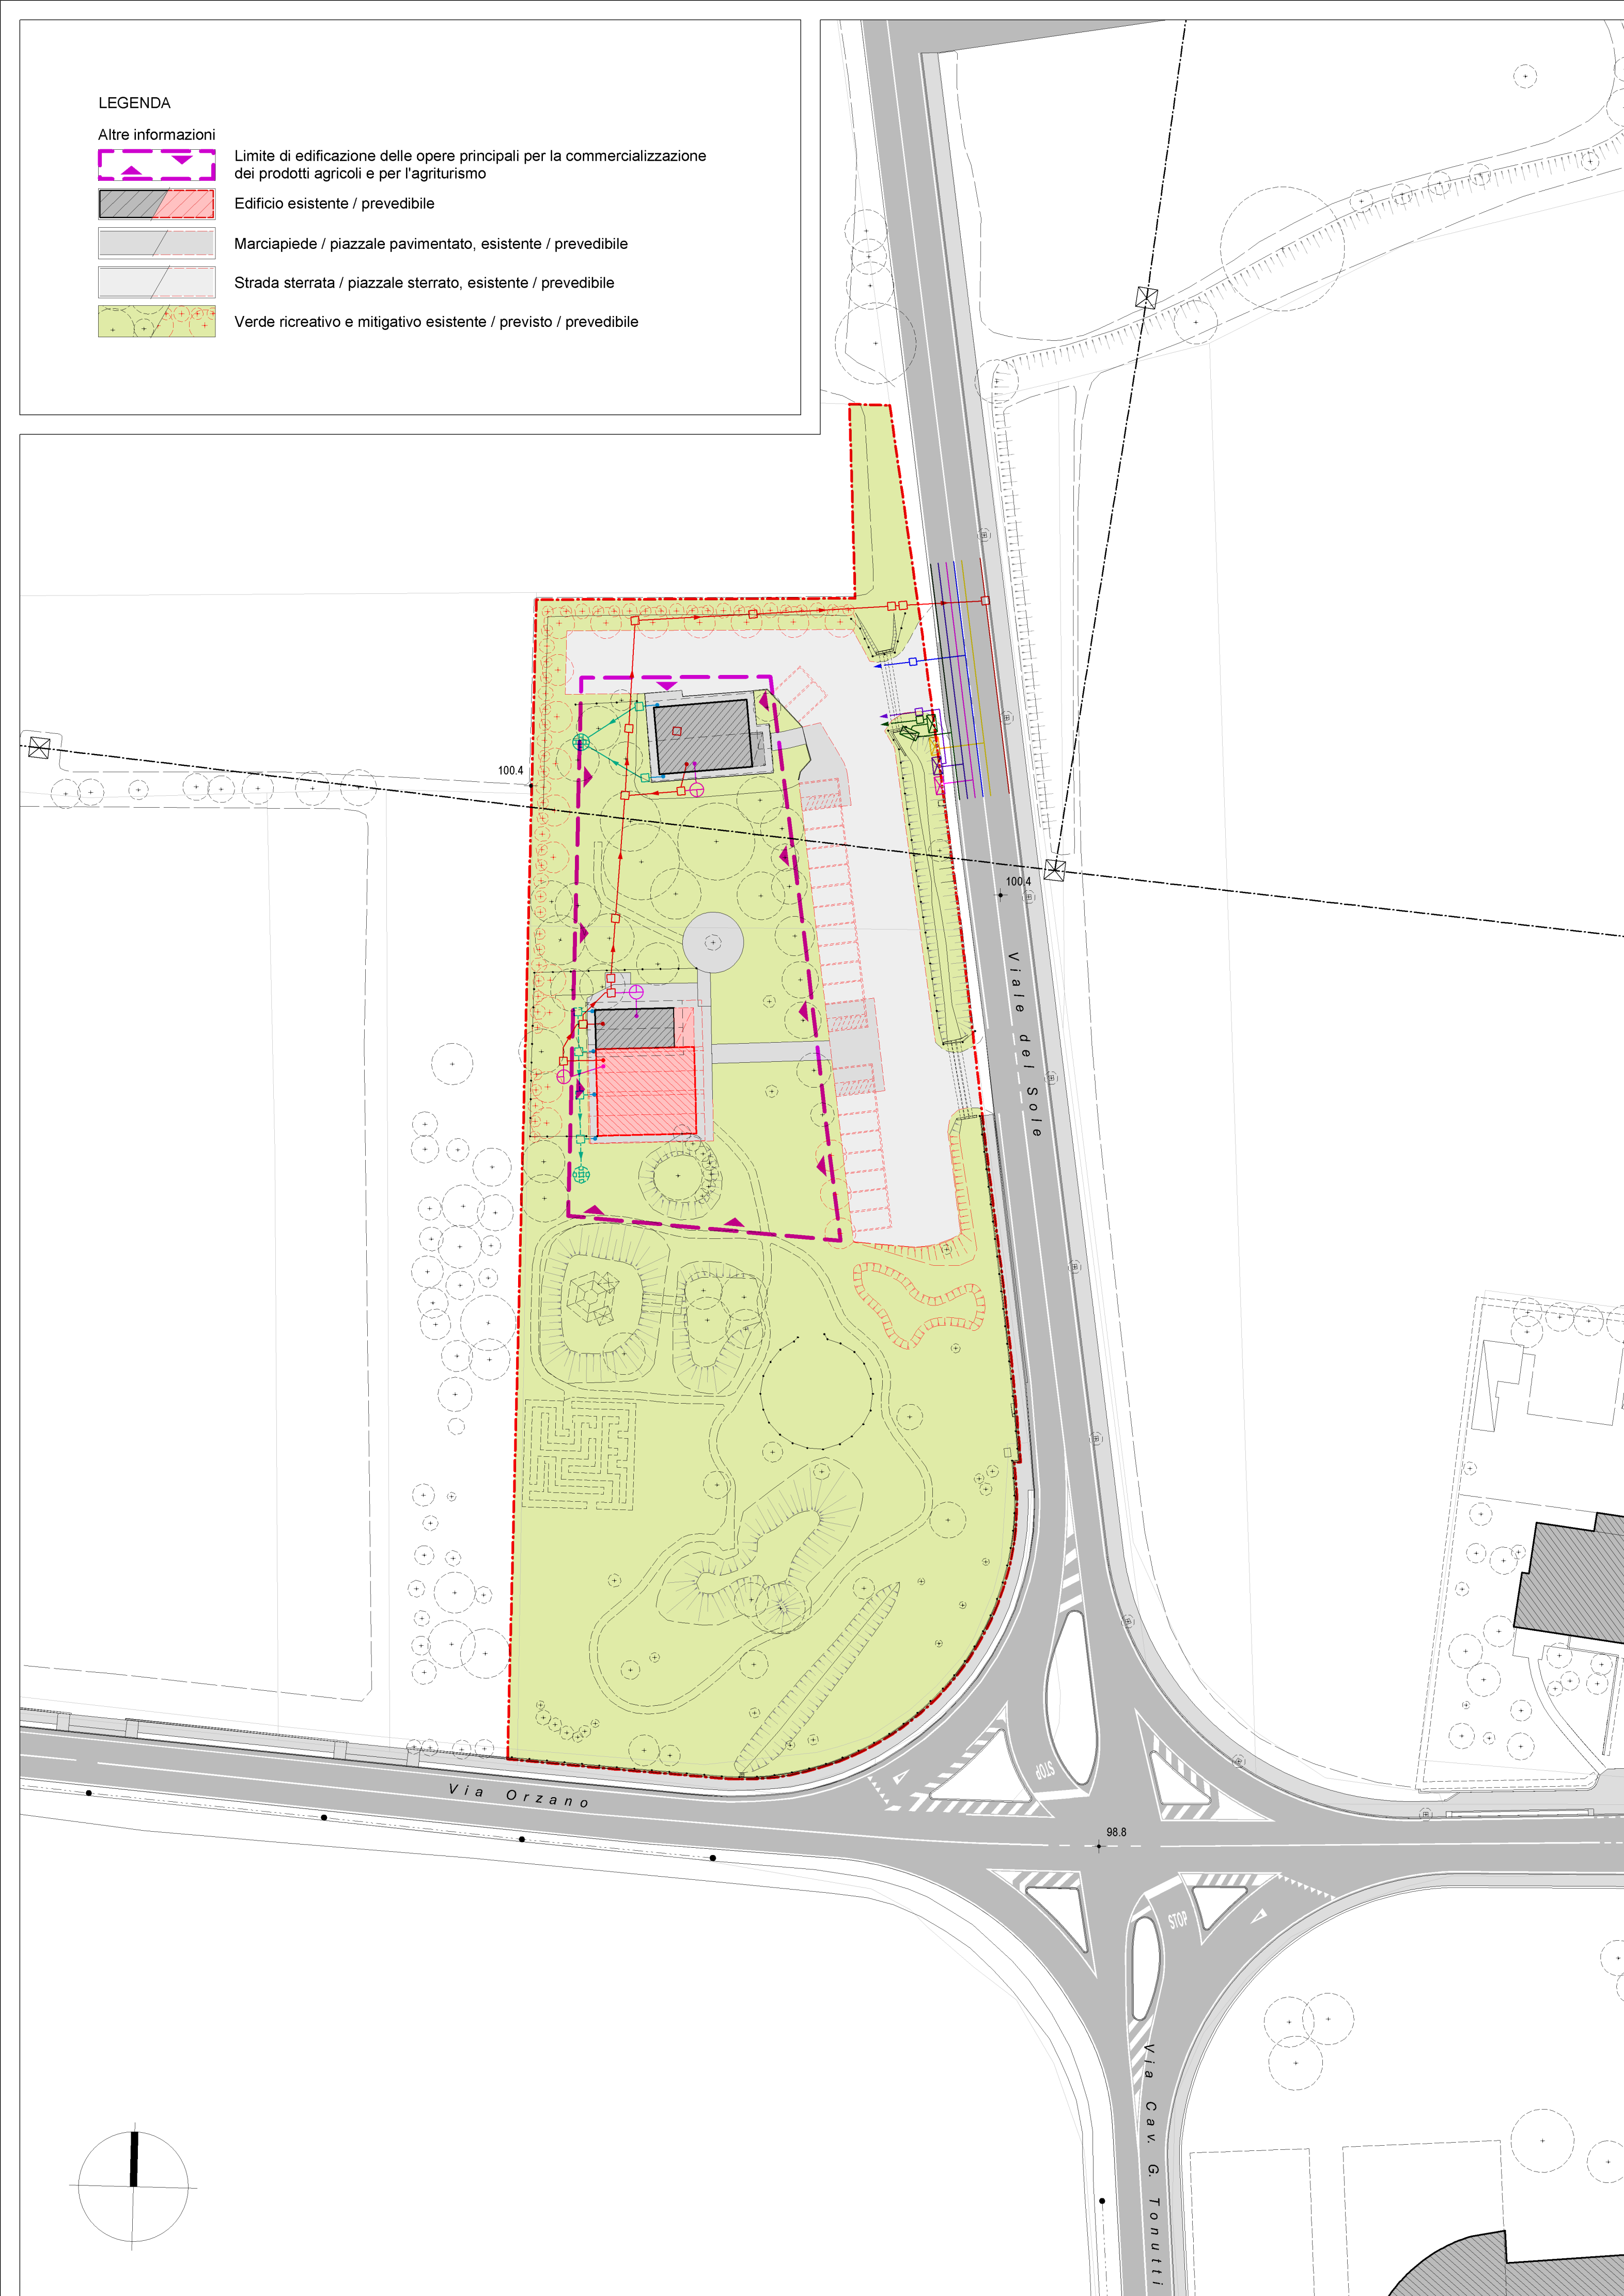 LEGENDA
Altre informazioni
Limite di edificazione delle opere principali per la commercializzazione
dei prodotti agricoli e per l'agriturismo
Edificio esistente / prevedibile
Marciapiede / piazzale pavimentato, esistente / prevedibile
Strada sterrata / piazzale sterrato, esistente / prevedibile
Verde ricreativo e mitigativo esistente / previsto / prevedibile
100.4
100.4
Viale del Sole
STOP
Via Orzano
98.8
STOP
Via Cav. G. Tonutti